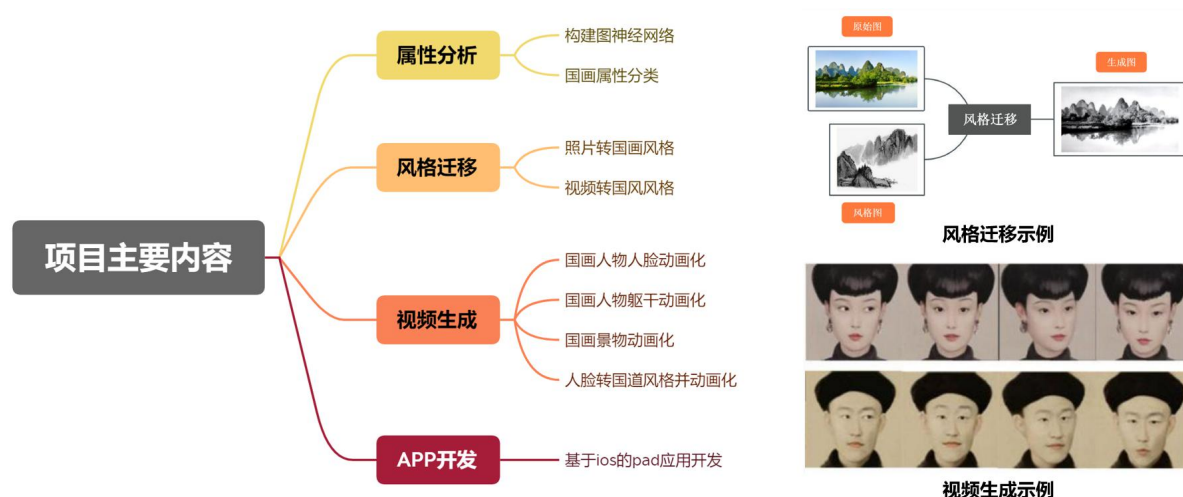 项目主要内容
属性分析
构建图神经网络
国画属性分类
风格迁移
照片转国画风格
视频转国风风格
视频生成
国画人物人脸动画化
国画人物躯干动画化
国画景物动画化
人脸转国道风格并动画化
APP开发
基于ios的pad应用开发
原始图
生成图
风格迁移
风格图
风格迁移示例
视频生成示例